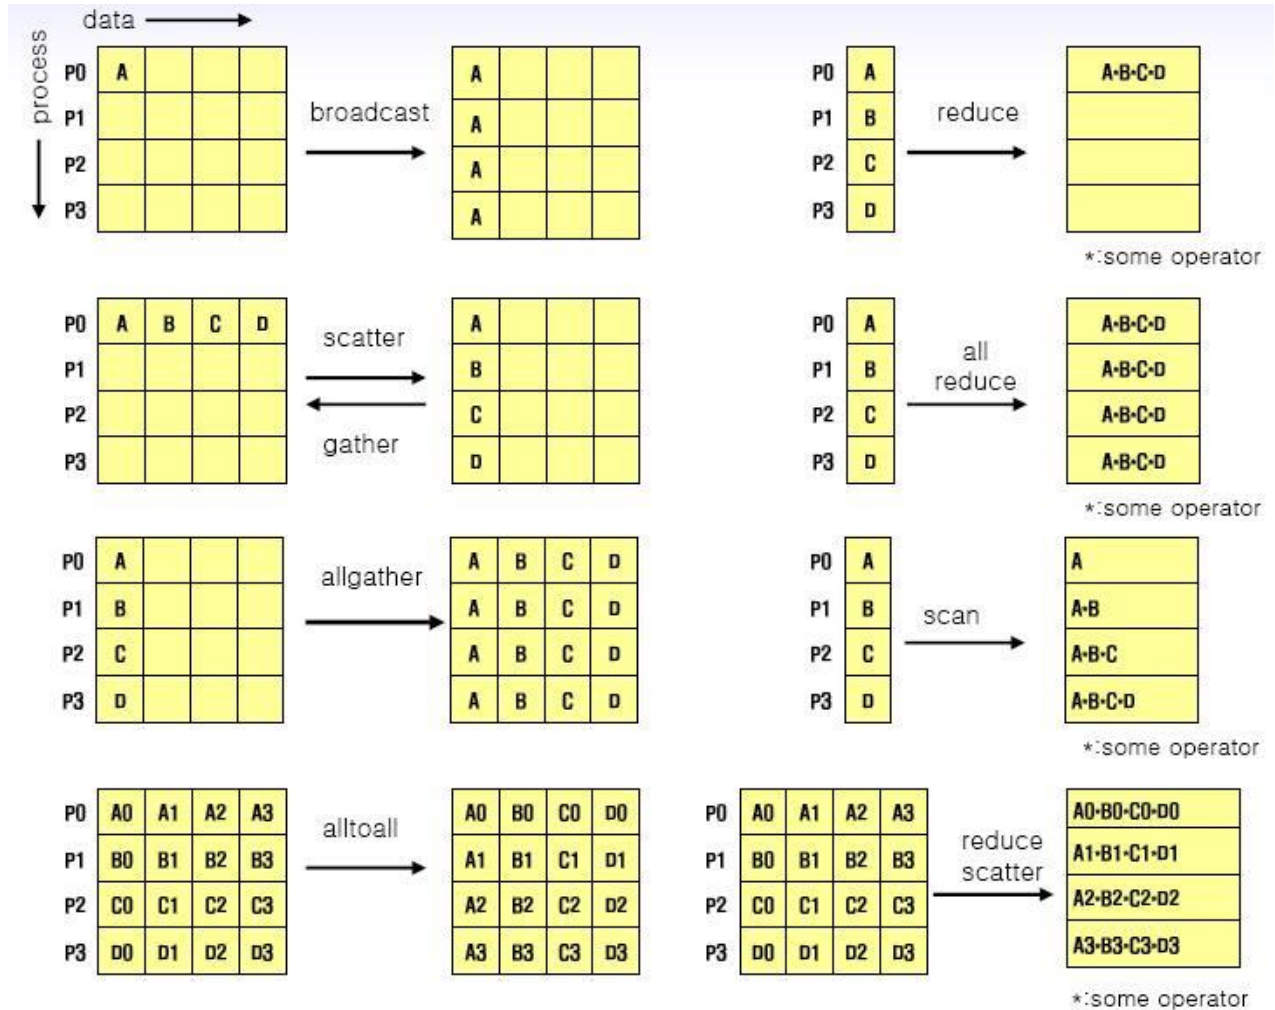 data
process
P0 A
P1
P2
P3
broadcast
A
A
A
A
P0 A
P1 B
P2 C
P3 D
reduce
A*B*C*D
*:some operator
P0 A B C D
P1
P2
P3
scatter
gather
A
B
C
D
P0 A
P1 B
P2 C
P3 D
all
reduce
A*B*C*D
A*B*C*D
A*B*C*D
A*B*C*D
*:some operator
P0 A
P1 B
P2 C
P3 D
allgather
A B C D
A B C D
A B C D
A B C D
P0 A
P1 B
P2 C
P3 D
scan
A
A*B
A*B*C
A*B*C*D
*:some operator
P0 A0 A1 A2 A3
P1 B0 B1 B2 B3
P2 C0 C1 C2 C3
P3 D0 D1 D2 D3
alltoall
A0 B0 C0 D0
A1 B1 C1 D1
A2 B2 C2 D2
A3 B3 C3 D3
P0 A0 A1 A2 A3
P1 B0 B1 B2 B3
P2 C0 C1 C2 C3
P3 D0 D1 D2 D3
reduce
scatter
A0*B0*C0*D0
A1*B1*C1*D1
A2*B2*C2*D2
A3*B3*C3*D3
*:some operator